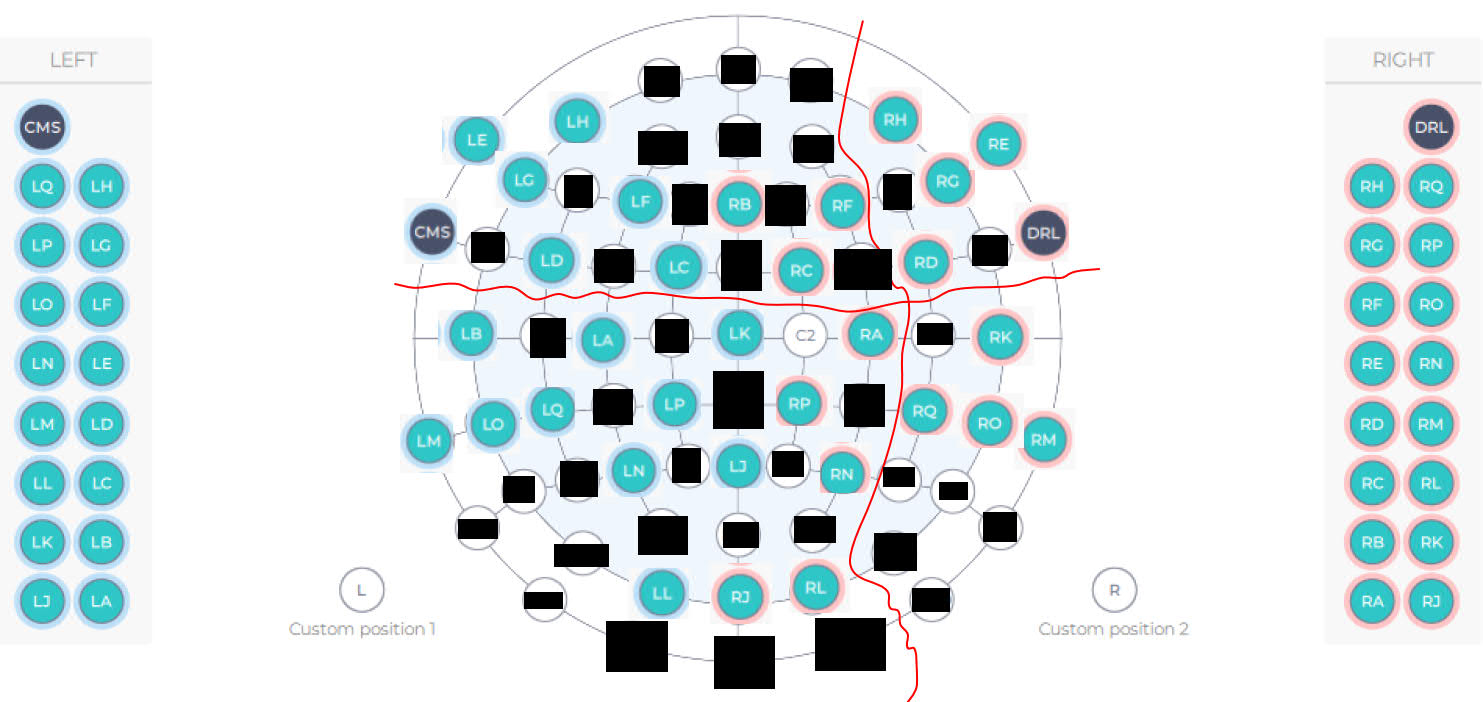 LEFT
RIGHT
CMS
DRL
LQ LH
RH RQ
LP LG
RG RP
LO LF
RF RO
LN LE
RE RN
LM LD
RD RM
LL LC
RC RL
LK LB
RB RK
LJ LA
RA RJ
LH RH
LE RE
LG RG
LF RB RF
CMS DRL
LD LC RC RD
LB LA LK C2 RA RK
LQ LP RP RQ
LM LO RO RM
LN LJ RN
LL RJ RL
L
Custom position 1
R
Custom position 2